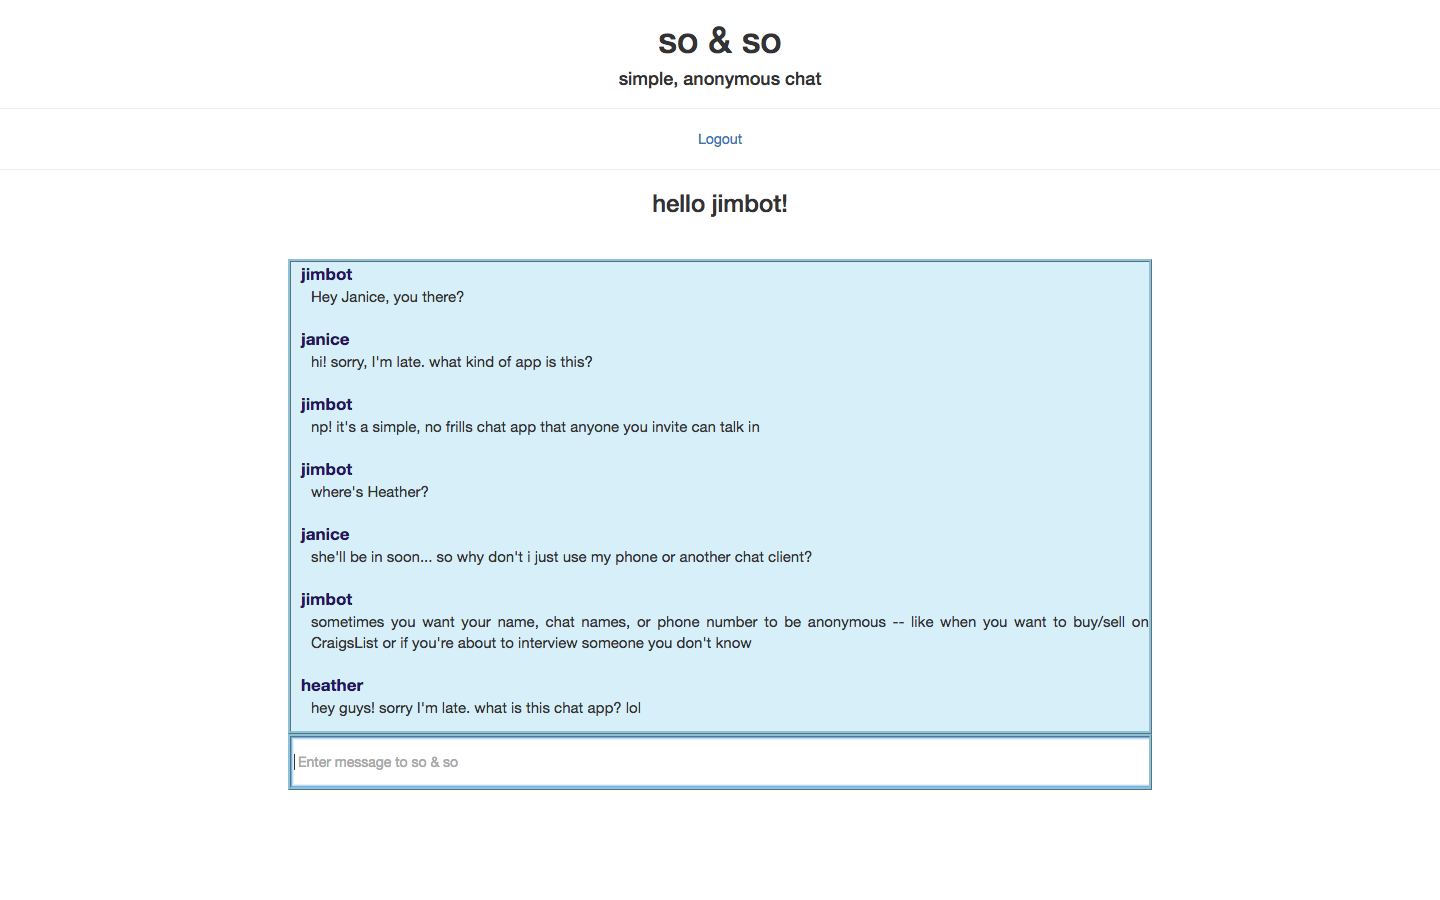 so & so
simple, anonymous chat
Logout
hello jimbot!
jimbot
Hey Janice, you there?
janice
hi! sorry, I'm late. what kind of app is this?
jimbot
np! it's a simple, no frills chat app that anyone you invite can talk in
jimbot
where's Heather?
janice
she'll be in soon... so why don't i just use my phone or another chat client?
jimbot
sometimes you want your name, chat names, or phone number to be anonymous -- like when you want to buy/sell on
CraigsList or if you're about to interview someone you don't know
heather
hey guys! sorry I'm late. what is this chat app? lol
Enter message to so & so